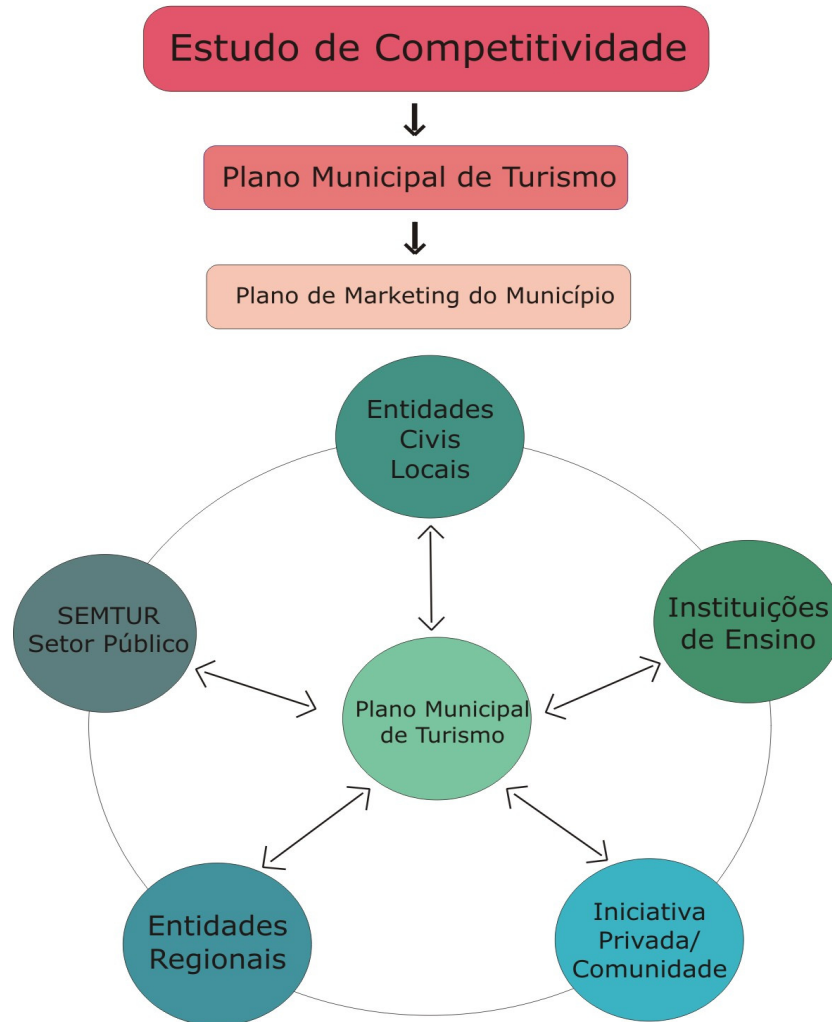 Estudo de Competitividade
Plano Municipal de Turismo
Plano de Marketing do Município
Entidades
Civis
Locais
SEMTUR
Setor Público
Instituições
de Ensino
Plano Municipal
de Turismo
Entidades
Regionais
Iniciativa
Privada/
Comunidade